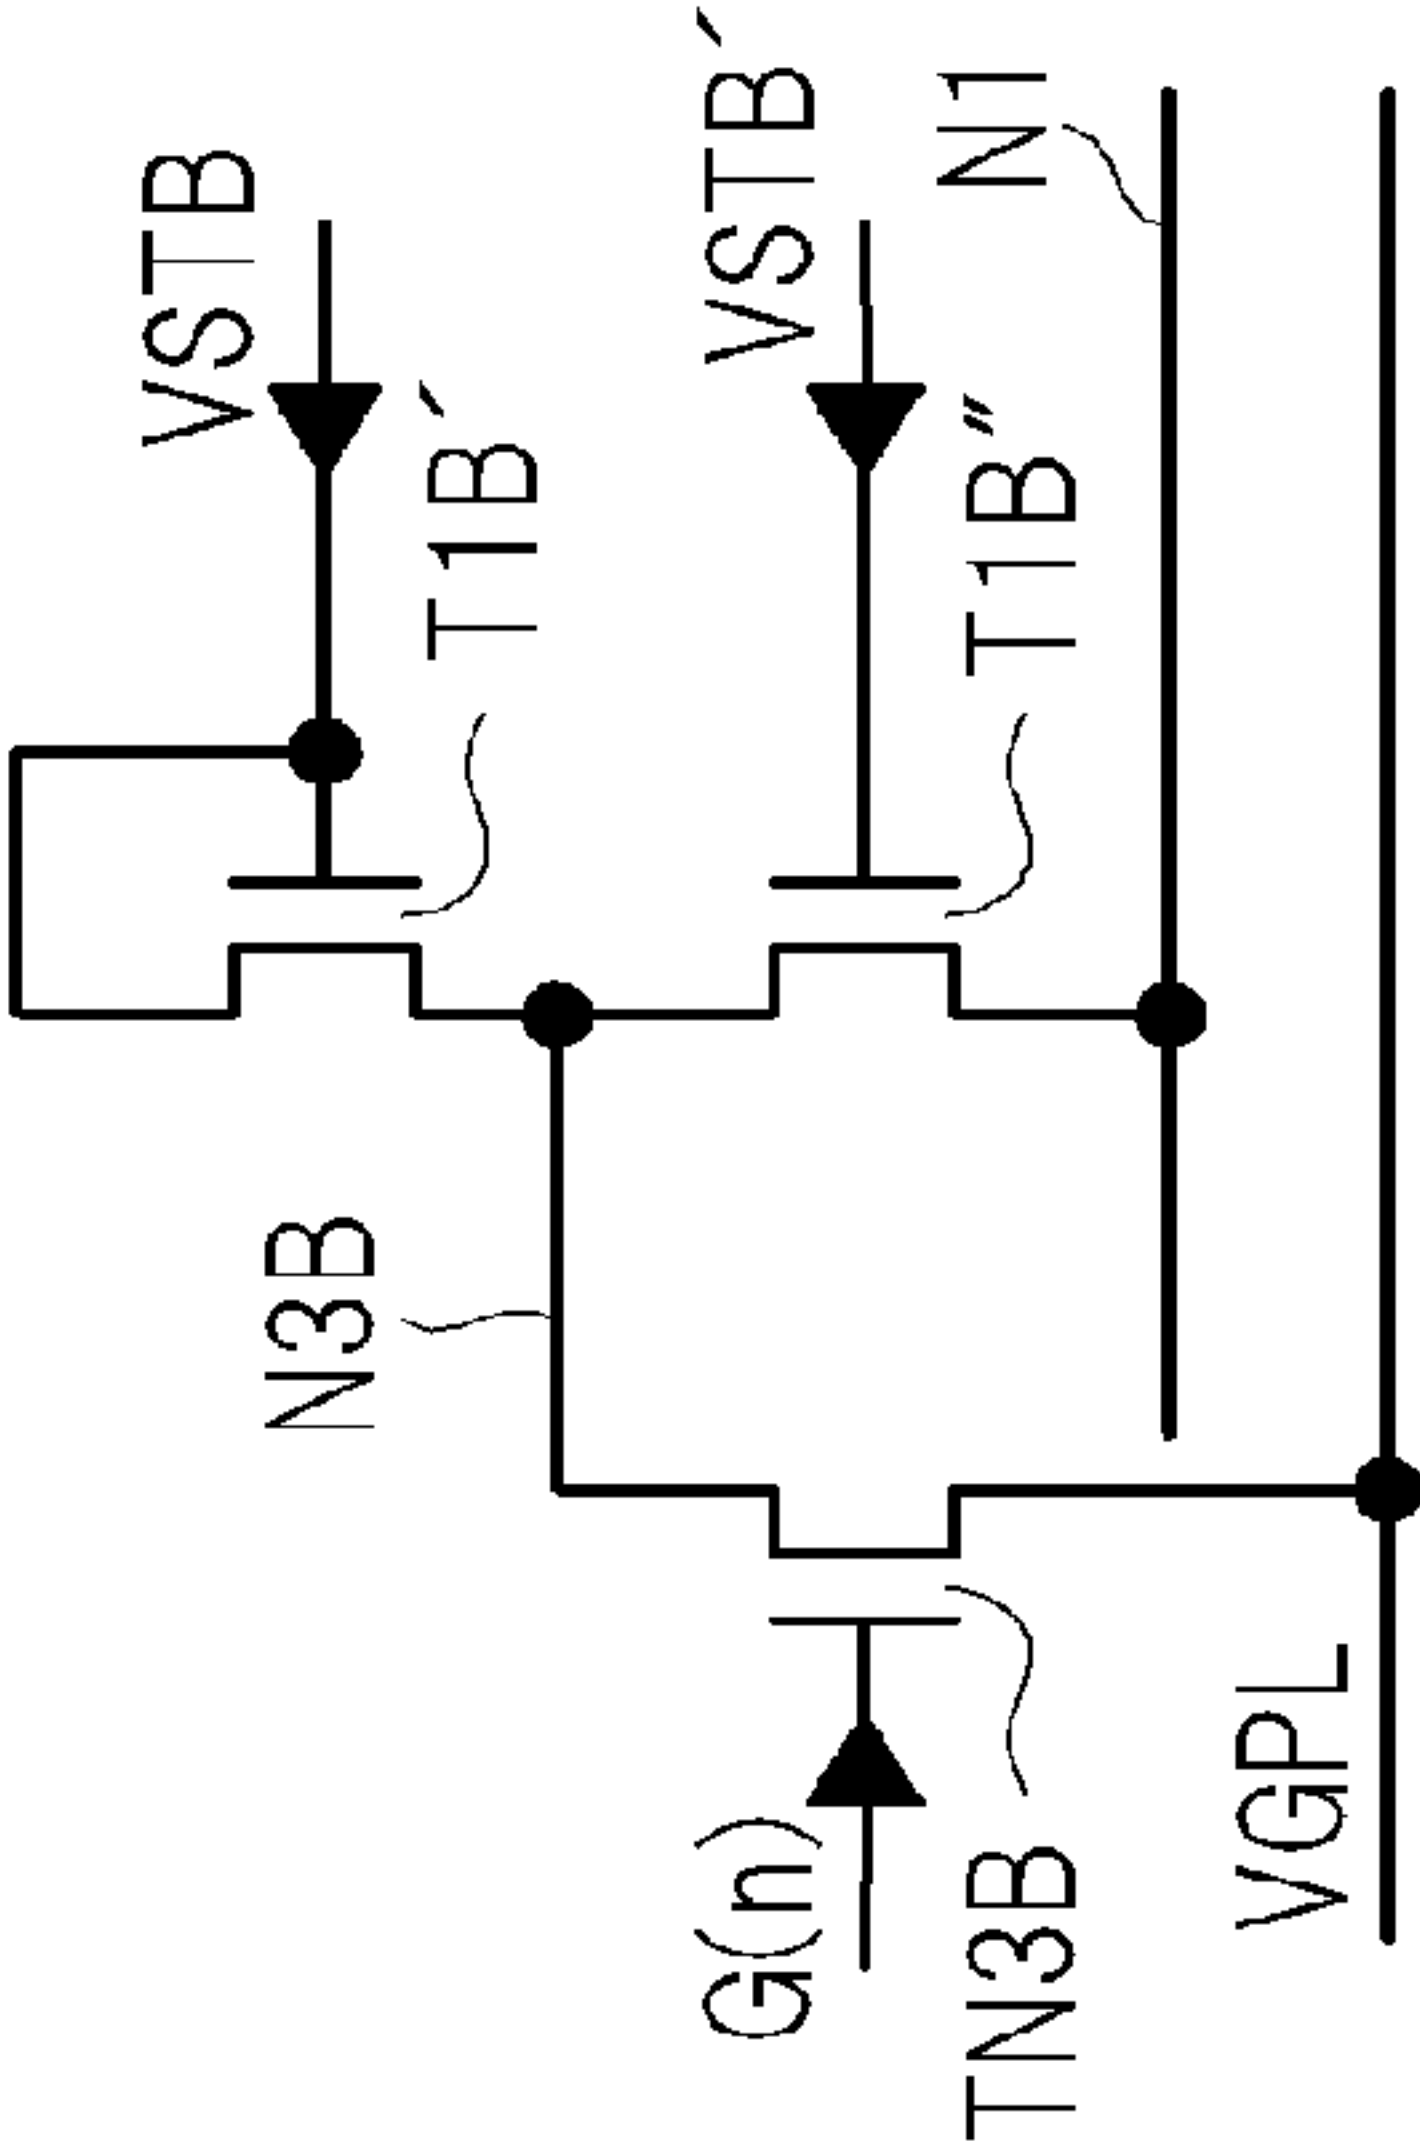 VSTB
T1B´
N3B
VSTB´
G(n)
T1B″
TN3B
N1
VGPL